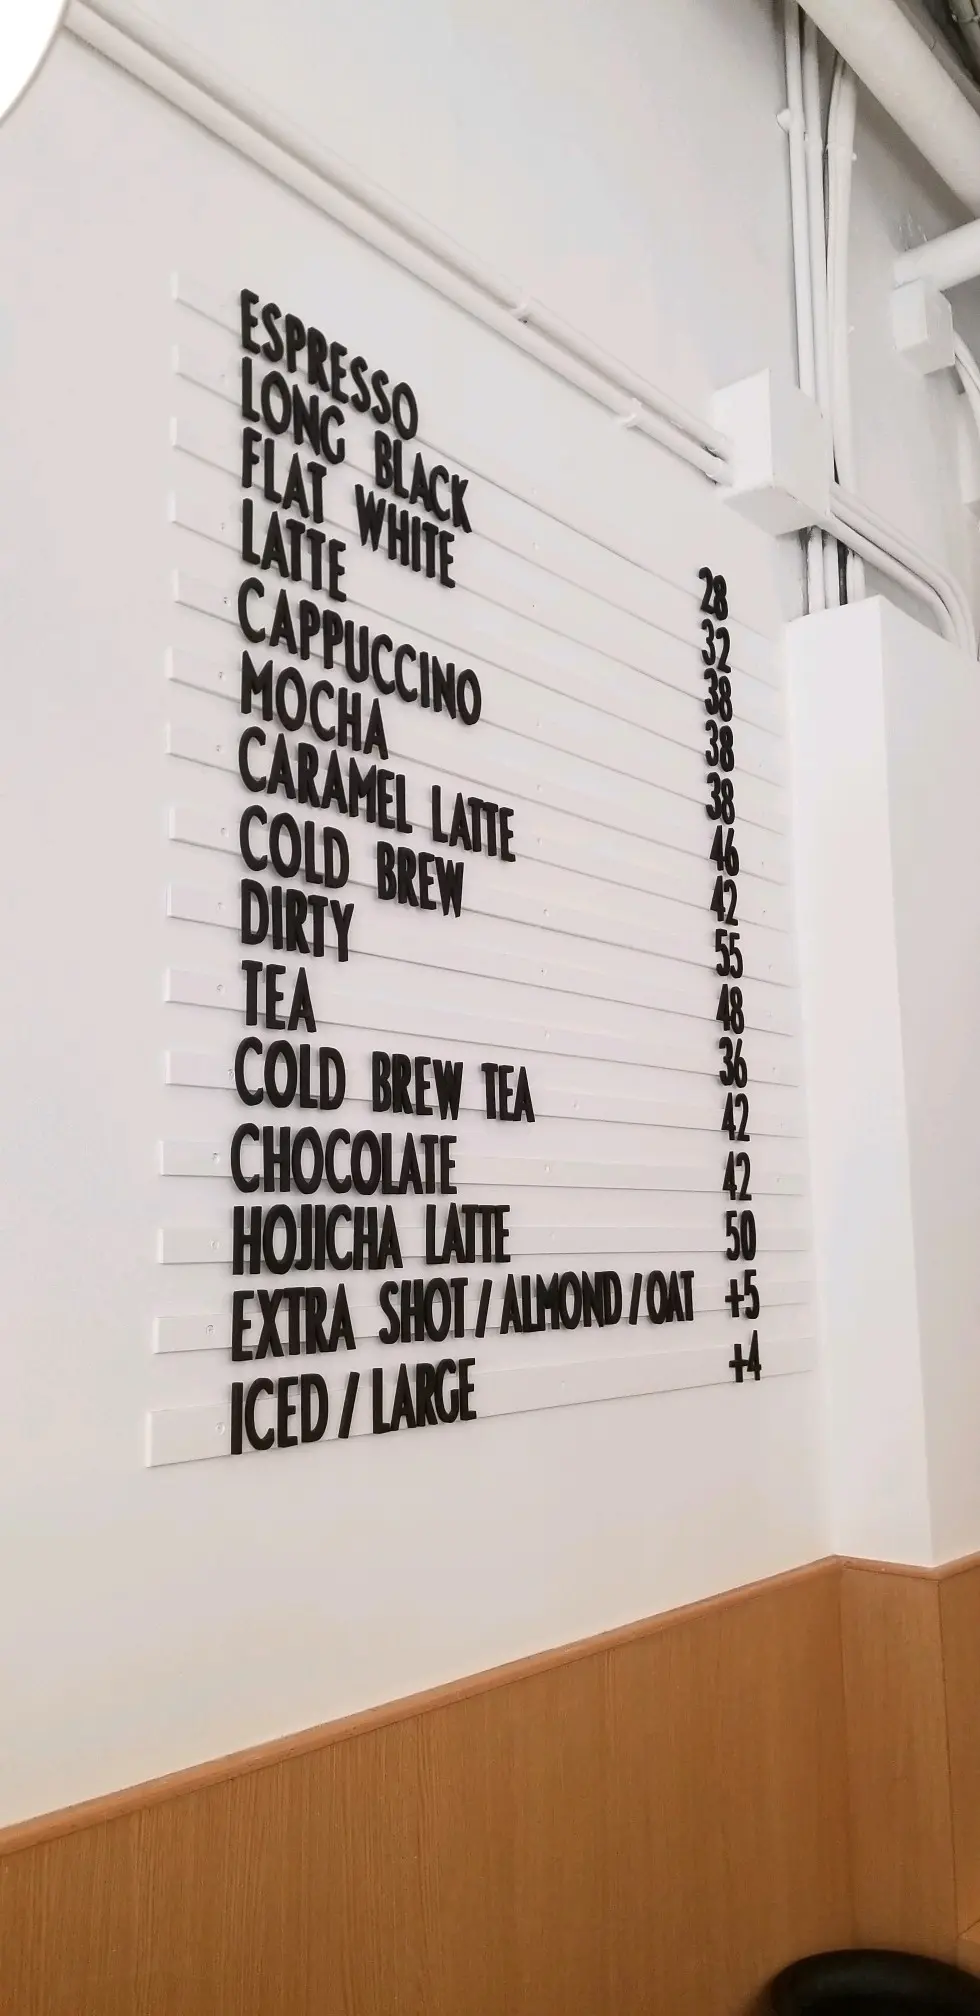 ESPRESSO 28
LONG BLACK 32
FLAT WHITE 38
LATTE 38
CAPPUCCINO 38
MOCHA 46
CARAMEL LATTE 42
COLD BREW 55
DIRTY 48
TEA 36
COLD BREW TEA 42
CHOCOLATE 42
HOJICHA LATTE 50
EXTRA SHOT / ALMOND / OAT +5
ICED / LARGE +4